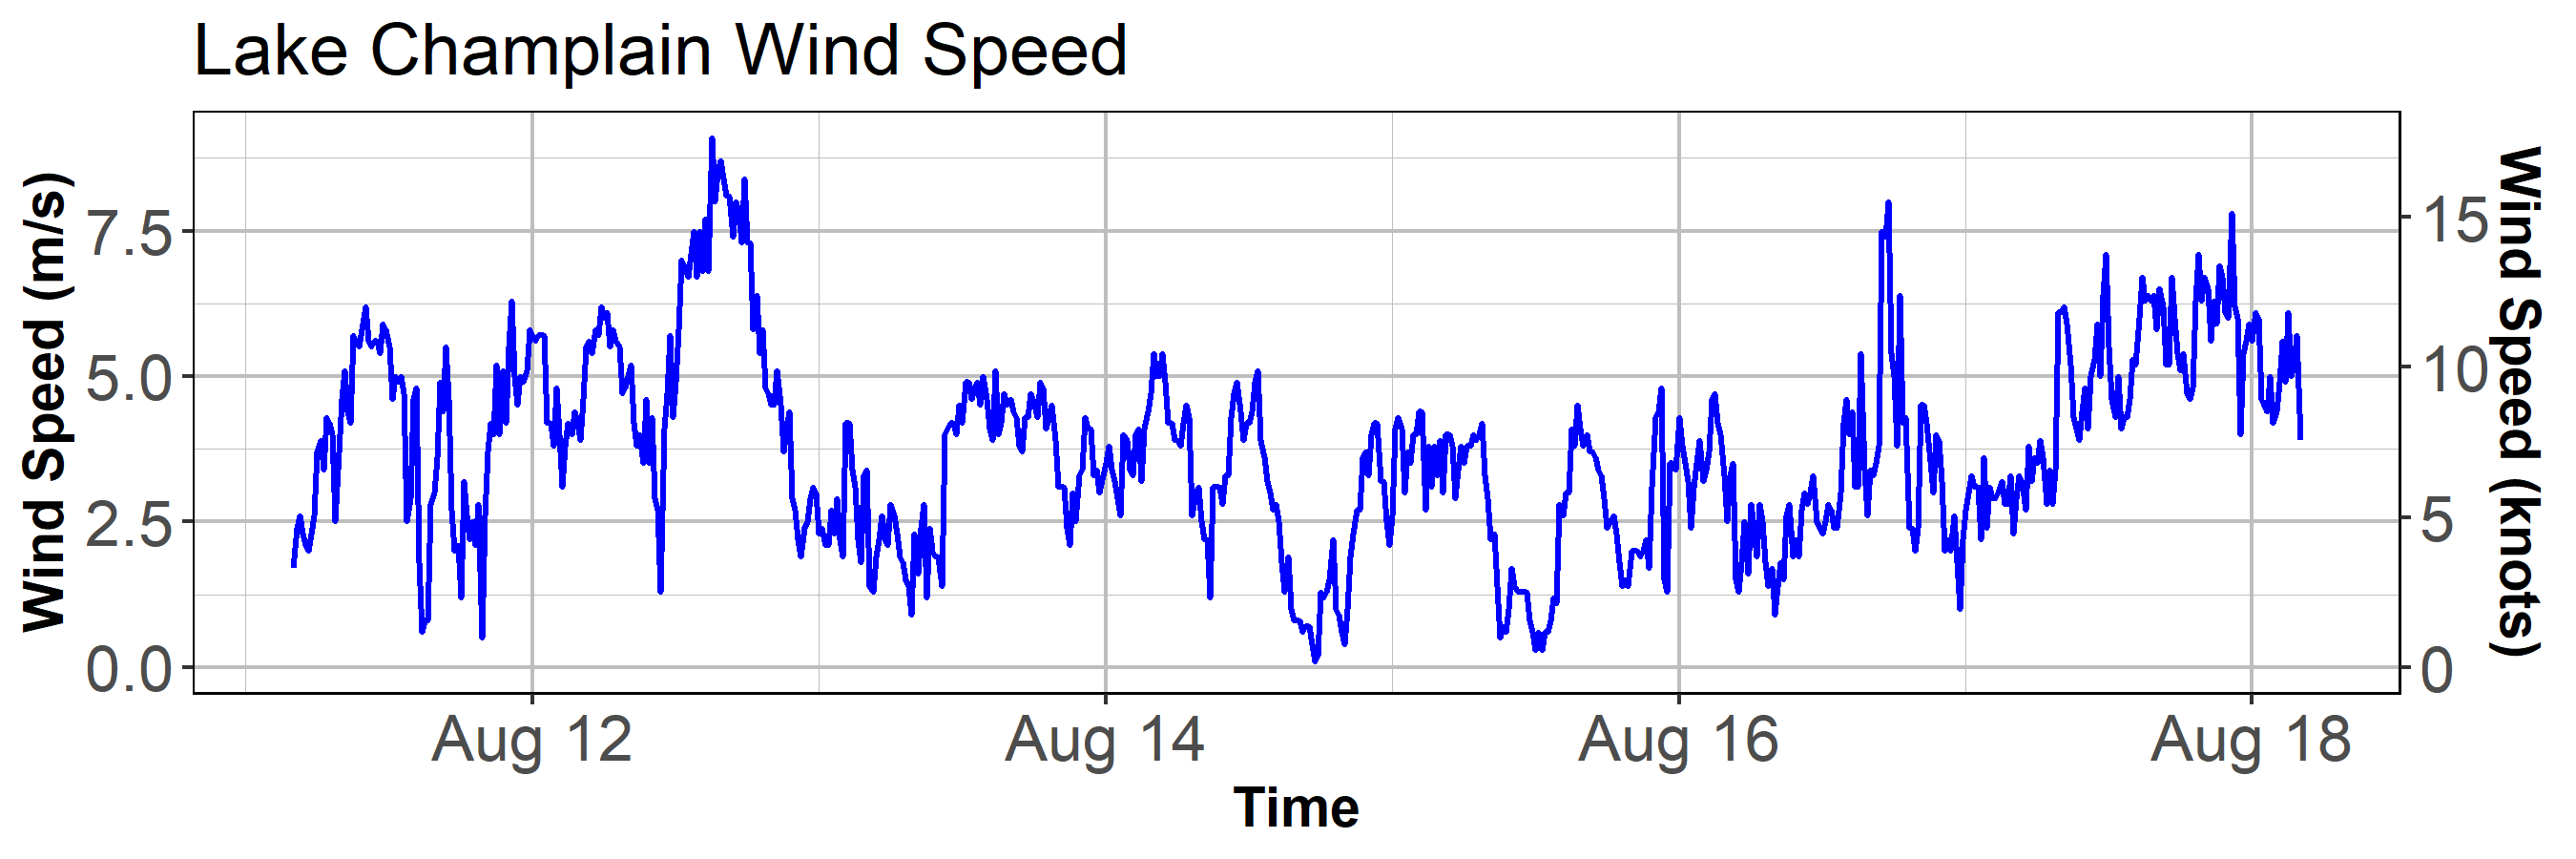 Lake Champlain Wind Speed
Wind Speed (m/s)
7.5
5.0
2.5
0.0
Wind Speed (knots)
15
10
5
0
Aug 12
Aug 14
Aug 16
Aug 18
Time